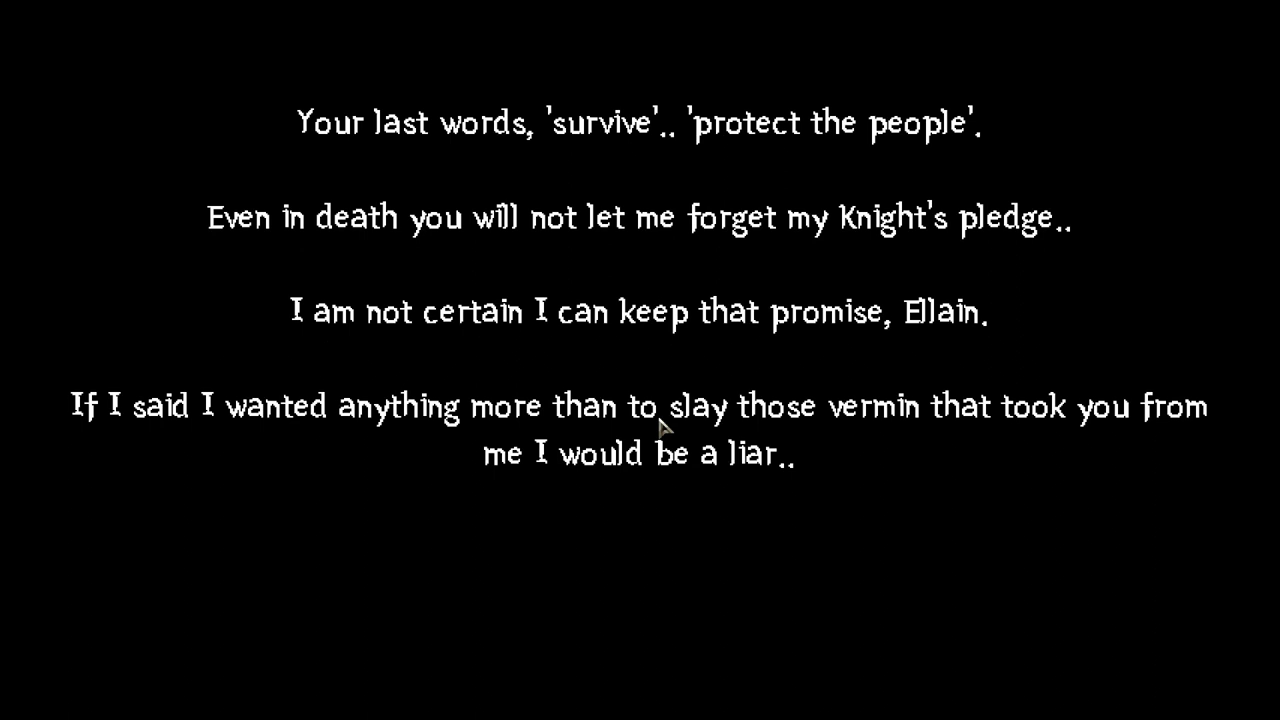 Your last words, 'survive'.. 'protect the people'.
Even in death you will not let me forget my Knight's pledge..
I am not certain I can keep that promise, Ellain.
If I said I wanted anything more than to slay those vermin that took you from
me I would be a liar..